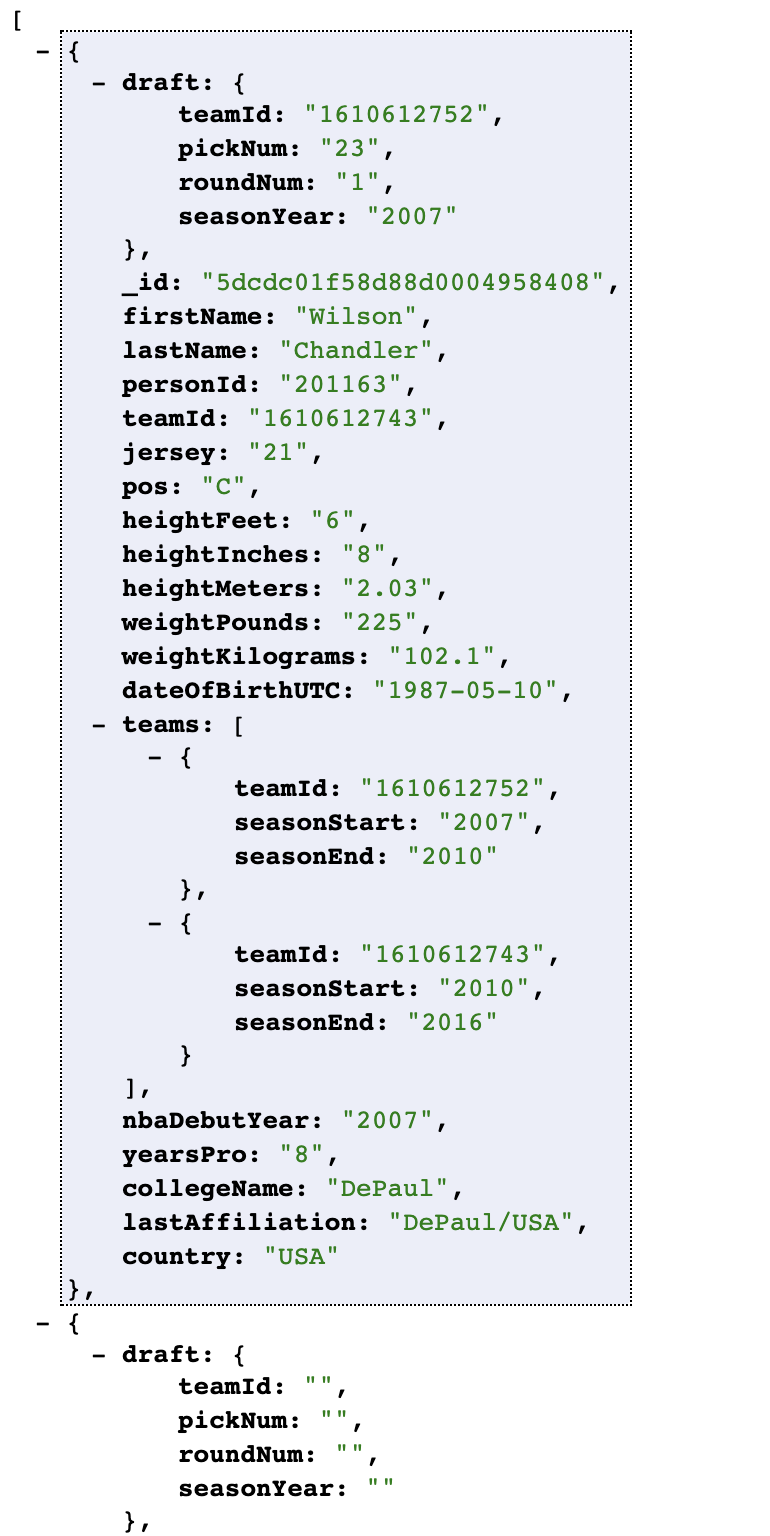 [
- {
- draft: {
teamId: "1610612752",
pickNum: "23",
roundNum: "1",
seasonYear: "2007"
},
_id: "5dcdc01f58d88d0004958408",
firstName: "Wilson",
lastName: "Chandler",
personId: "201163",
teamId: "1610612743",
jersey: "21",
pos: "C",
heightFeet: "6",
heightInches: "8",
heightMeters: "2.03",
weightPounds: "225",
weightKilograms: "102.1",
dateOfBirthUTC: "1987-05-10",
- teams: [
- {
teamId: "1610612752",
seasonStart: "2007",
seasonEnd: "2010"
},
- {
teamId: "1610612743",
seasonStart: "2010",
seasonEnd: "2016"
}
],
nbaDebutYear: "2007",
yearsPro: "8",
collegeName: "DePaul",
lastAffiliation: "DePaul/USA",
country: "USA"
},
- {
- draft: {
teamId: "",
pickNum: "",
roundNum: "",
seasonYear: ""
},